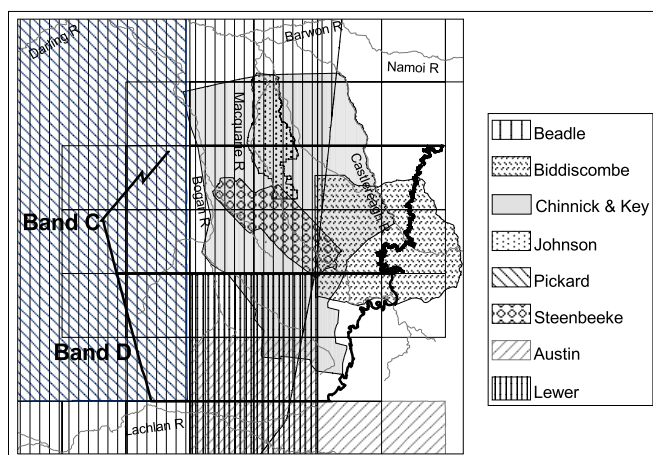 Darling R
Barwon R
Namoi R
Macquarie R
Castlereagh R
Bogan R
Band C
Band D
Lachlan R
Beadle
Biddiscombe
Chinnick & Key
Johnson
Pickard
Steenbeeke
Austin
Lewer